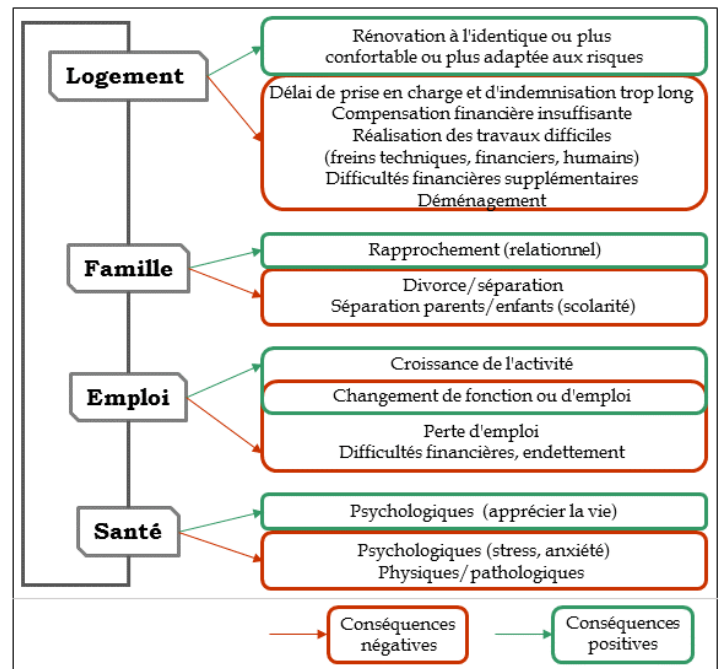 Logement
Rénovation à l'identique ou plus
confortable ou plus adaptée aux risques
Délai de prise en charge et d'indemnisation trop long
Compensation financière insuffisante
Réalisation des travaux difficiles
(freins techniques, financiers, humains)
Difficultés financières supplémentaires
Déménagement
Famille
Rapprochement (relationnel)
Divorce/séparation
Séparation parents/enfants (scolarité)
Emploi
Croissance de l'activité
Changement de fonction ou d'emploi
Perte d'emploi
Difficultés financières, endettement
Santé
Psychologiques (apprécier la vie)
Psychologiques (stress, anxiété)
Physiques/pathologiques
Conséquences
négatives
Conséquences
positives